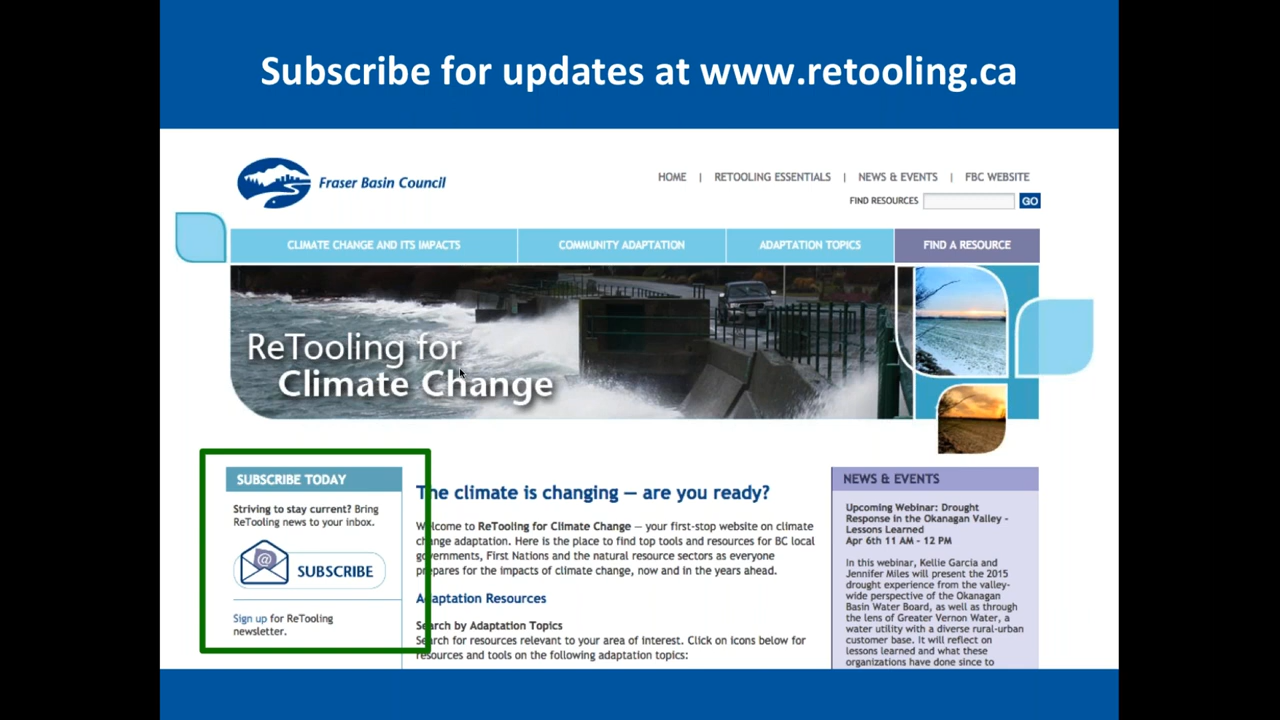 Subscribe for updates at www.retooling.ca
Fraser Basin Council
HOME | RETOOLING ESSENTIALS | NEWS & EVENTS | FBC WEBSITE
FIND RESOURCES GO
CLIMATE CHANGE AND ITS IMPACTS COMMUNITY ADAPTATION ADAPTATION TOPICS FIND A RESOURCE
ReTooling for
Climate Change
SUBSCRIBE TODAY
Striving to stay current? Bring
ReTooling news to your inbox.
@ SUBSCRIBE
Sign up for ReTooling
newsletter.
The climate is changing — are you ready?
Welcome to ReTooling for Climate Change — your first-stop website on climate
change adaptation. Here is the place to find top tools and resources for BC local
governments, First Nations and the natural resource sectors as everyone
prepares for the impacts of climate change, now and in the years ahead.
Adaptation Resources
Search by Adaptation Topics
Search for resources relevant to your area of interest. Click on icons below for
resources and tools on the following adaptation topics:
NEWS & EVENTS
Upcoming Webinar: Drought
Response in the Okanagan Valley -
Lessons Learned
Apr 6th 11 AM - 12 PM
In this webinar, Kellie Garcia and
Jennifer Miles will present the 2015
drought experience from the valley-
wide perspective of the Okanagan
Basin Water Board, as well as through
the lens of Greater Vernon Water, a
water utility with a diverse rural-urban
customer base. It will reflect on
lessons learned and what these
organizations have done since to